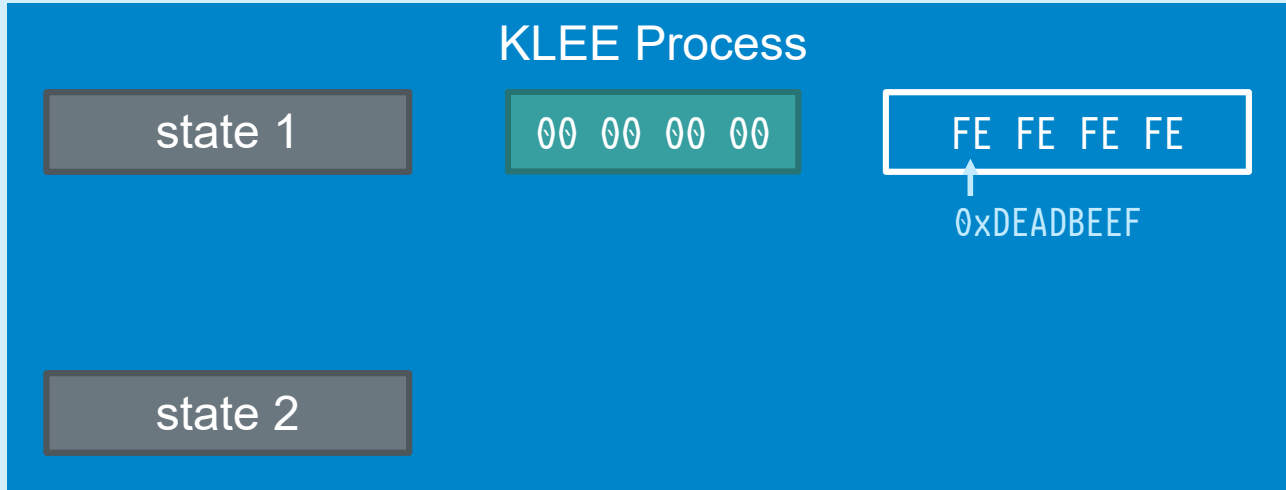 KLEE Process
state 1
00 00 00 00
FE FE FE FE
0xDEADBEEF
state 2